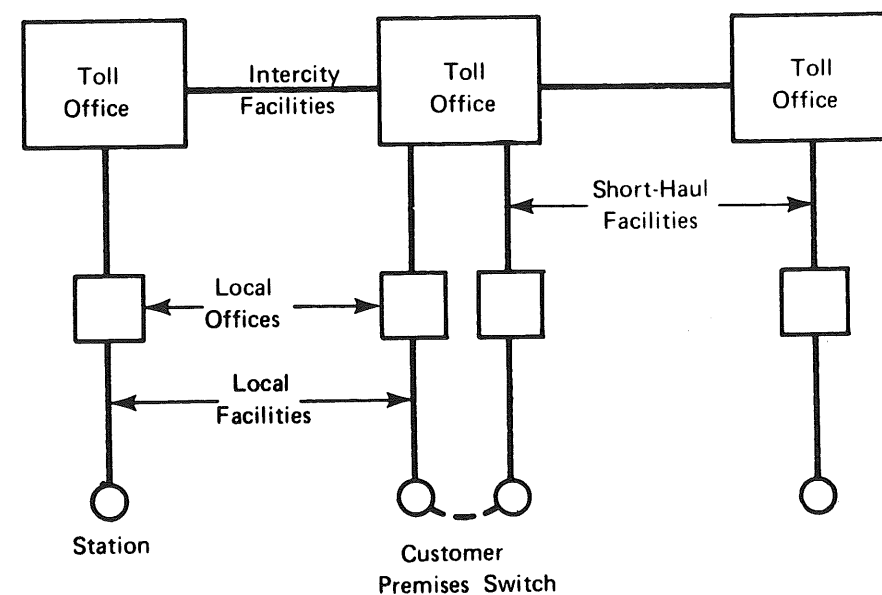 Toll
Office
Intercity
Facilities
Toll
Office
Toll
Office
Short-Haul
Facilities
Local
Offices
Local
Facilities
Station
Customer
Premises Switch